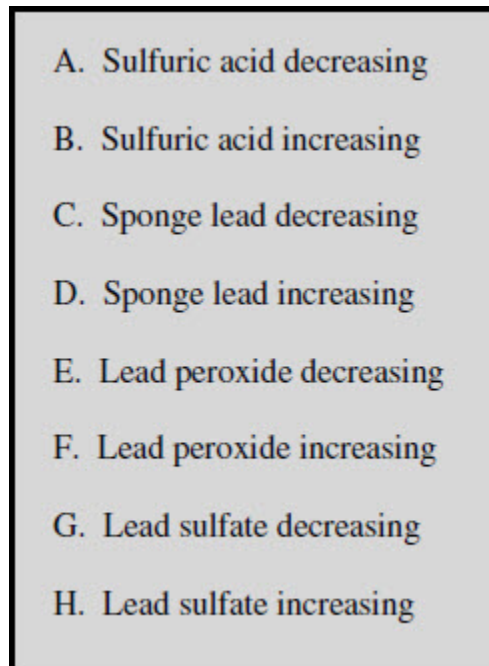 A. Sulfuric acid decreasing
B. Sulfuric acid increasing
C. Sponge lead decreasing
D. Sponge lead increasing
E. Lead peroxide decreasing
F. Lead peroxide increasing
G. Lead sulfate decreasing
H. Lead sulfate increasing